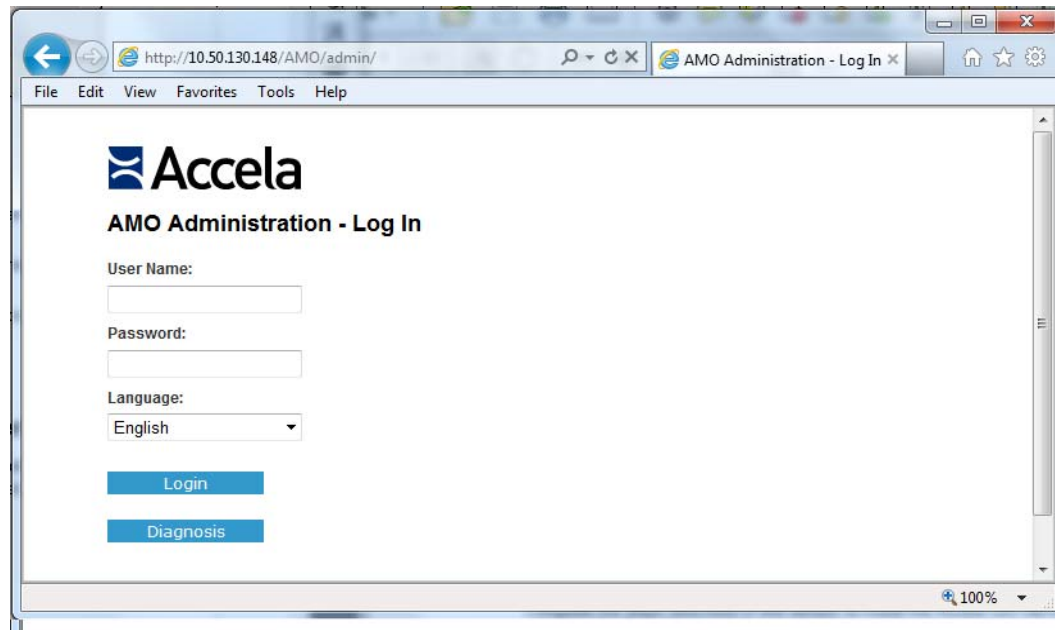 http://10.50.130.148/AMO/admin/
AMO Administration - Log In
File Edit View Favorites Tools Help
Accela
AMO Administration - Log In
User Name:
Password:
Language:
English
Login
Diagnosis
100%